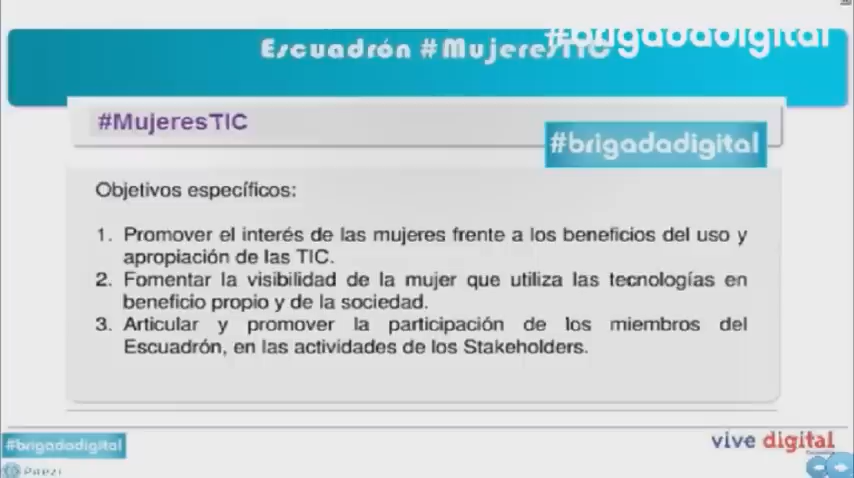 #brigadadigital
Escuadrón #MujeresTIC
#MujeresTIC
#brigadadigital
Objetivos específicos:
1. Promover el interés de las mujeres frente a los beneficios del uso y
apropiación de las TIC.
2. Fomentar la visibilidad de la mujer que utiliza las tecnologías en
beneficio propio y de la sociedad.
3. Articular y promover la participación de los miembros del
Escuadrón, en las actividades de los Stakeholders.
#brigadadigital
vive digital
Prezi